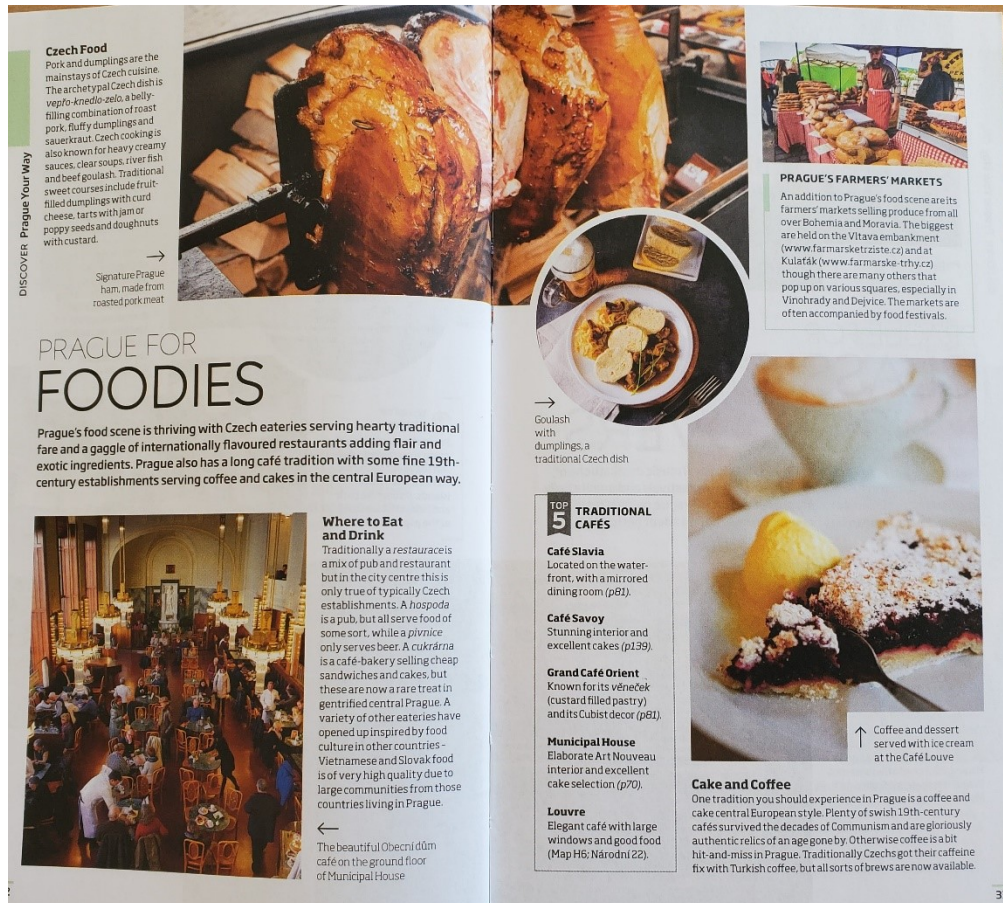 DISCOVER Prague Your Way
Czech Food
Pork and dumplings are the
mainstays of Czech cuisine.
The archetypal Czech dish is
vepřo-knedlo-zelo, a belly-
filling combination of roast
pork, fluffy dumplings and
sauerkraut. Czech cooking is
also known for heavy creamy
sauces, clear soups, river fish
and beef goulash. Traditional
sweet courses include fruit-
filled dumplings with curd
cheese, tarts with jam or
poppy seeds and doughnuts
with custard.
→
Signature Prague
ham, made from
roasted pork meat
PRAGUE FOR
FOODIES
Prague's food scene is thriving with Czech eateries serving hearty traditional
fare and a gaggle of internationally flavoured restaurants adding flair and
exotic ingredients. Prague also has a long café tradition with some fine 19th-
century establishments serving coffee and cakes in the central European way.
Where to Eat
and Drink
Traditionally a restaurace is
a mix of pub and restaurant
but in the city centre this is
only true of typically Czech
establishments. A hospoda
is a pub, but all serve food of
some sort, while a pivnice
only serves beer. A cukrárna
is a café-bakery selling cheap
sandwiches and cakes, but
these are now a rare treat in
gentrified central Prague. A
variety of other eateries have
opened up inspired by food
culture in other countries -
Vietnamese and Slovak food
is of very high quality due to
large communities from those
countries living in Prague.
←
The beautiful Obecní dům
café on the ground floor
of Municipal House
PRAGUE'S FARMERS' MARKETS
An addition to Prague's food scene are its
farmers' markets selling produce from all
over Bohemia and Moravia. The biggest
are held on the Vltava embankment
(www.farmarsketrziste.cz) and at
Kulaťák (www.farmarske-trhy.cz)
though there are many others that
pop up on various squares, especially in
Vinohrady and Dejvice. The markets are
often accompanied by food festivals.
→
Goulash
with
dumplings, a
traditional Czech dish
TOP
5
TRADITIONAL
CAFÉS
Café Slavia
Located on the water-
front, with a mirrored
dining room (p81).
Café Savoy
Stunning interior and
excellent cakes (p139).
Grand Café Orient
Known for its věneček
(custard filled pastry)
and its Cubist decor (p81).
Municipal House
Elaborate Art Nouveau
interior and excellent
cake selection (p70).
Louvre
Elegant café with large
windows and good food
(Map H6; Národní 22).
↑
Coffee and dessert
served with ice cream
at the Café Louve
Cake and Coffee
One tradition you should experience in Prague is a coffee and
cake central European style. Plenty of swish 19th-century
cafés survived the decades of Communism and are gloriously
authentic relics of an age gone by. Otherwise coffee is a bit
hit-and-miss in Prague. Traditionally Czechs got their caffeine
fix with Turkish coffee, but all sorts of brews are now available.